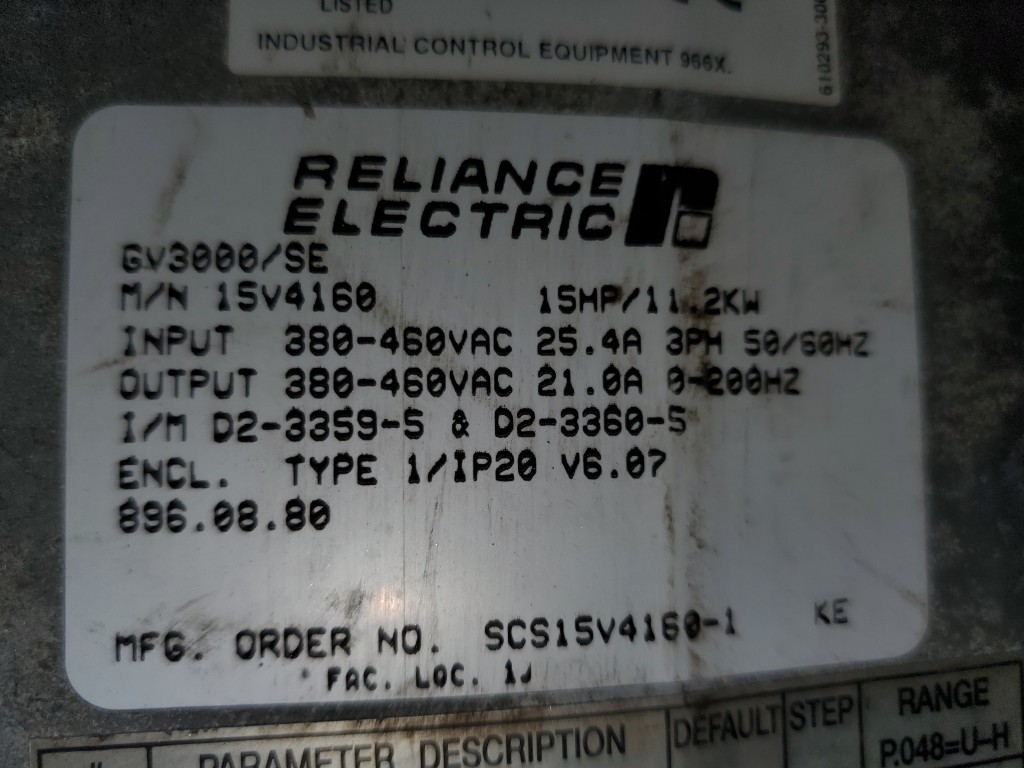 LISTED
INDUSTRIAL CONTROL EQUIPMENT 966X.
610293-300
RELIANCE
ELECTRIC
GV3000/SE
M/N 15V4160 15HP/11.2KW
INPUT 380-460VAC 25.4A 3PH 50/60HZ
OUTPUT 380-460VAC 21.0A 0-200HZ
I/M D2-3359-5 & D2-3360-5
ENCL. TYPE 1/IP20 V6.07
896.08.80
MFG. ORDER NO. SCS15V4160-1 KE
FAC. LOC. 1J
PARAMETER DESCRIPTION DEFAULT STEP RANGE
P.048=U-H